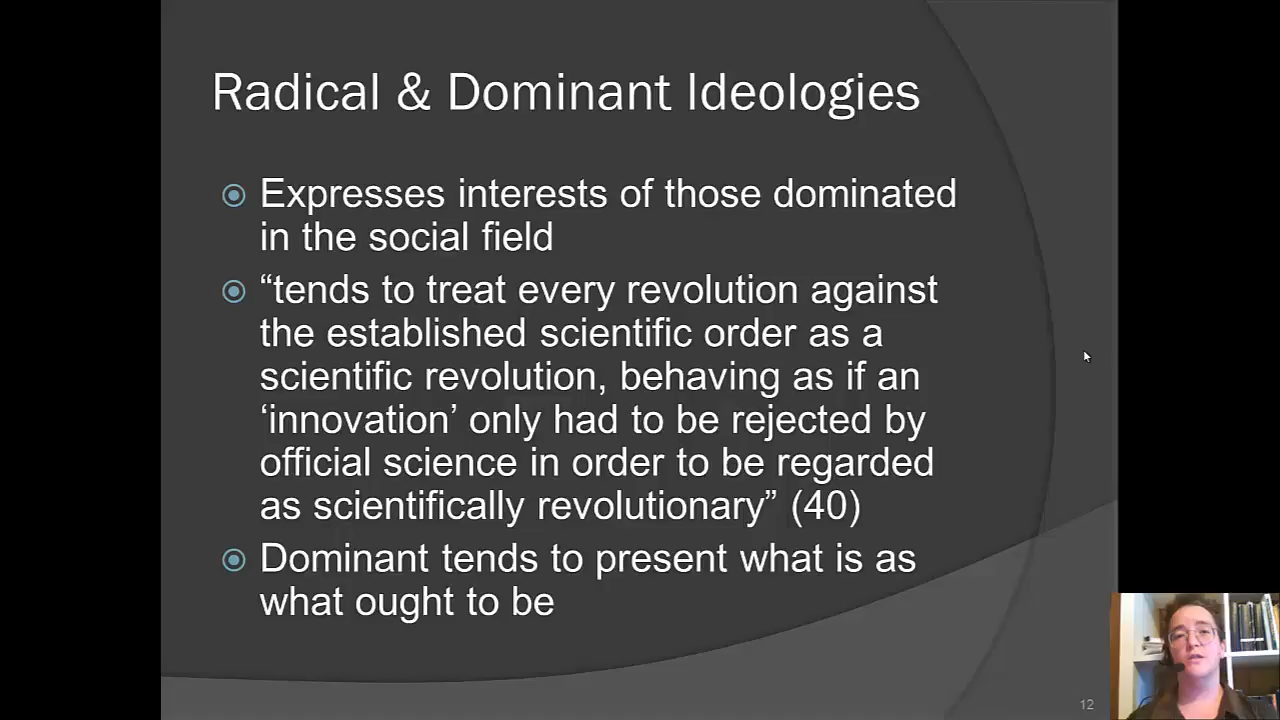 Radical & Dominant Ideologies
Expresses interests of those dominated
in the social field
“tends to treat every revolution against
the established scientific order as a
scientific revolution, behaving as if an
‘innovation’ only had to be rejected by
official science in order to be regarded
as scientifically revolutionary” (40)
Dominant tends to present what is as
what ought to be
12